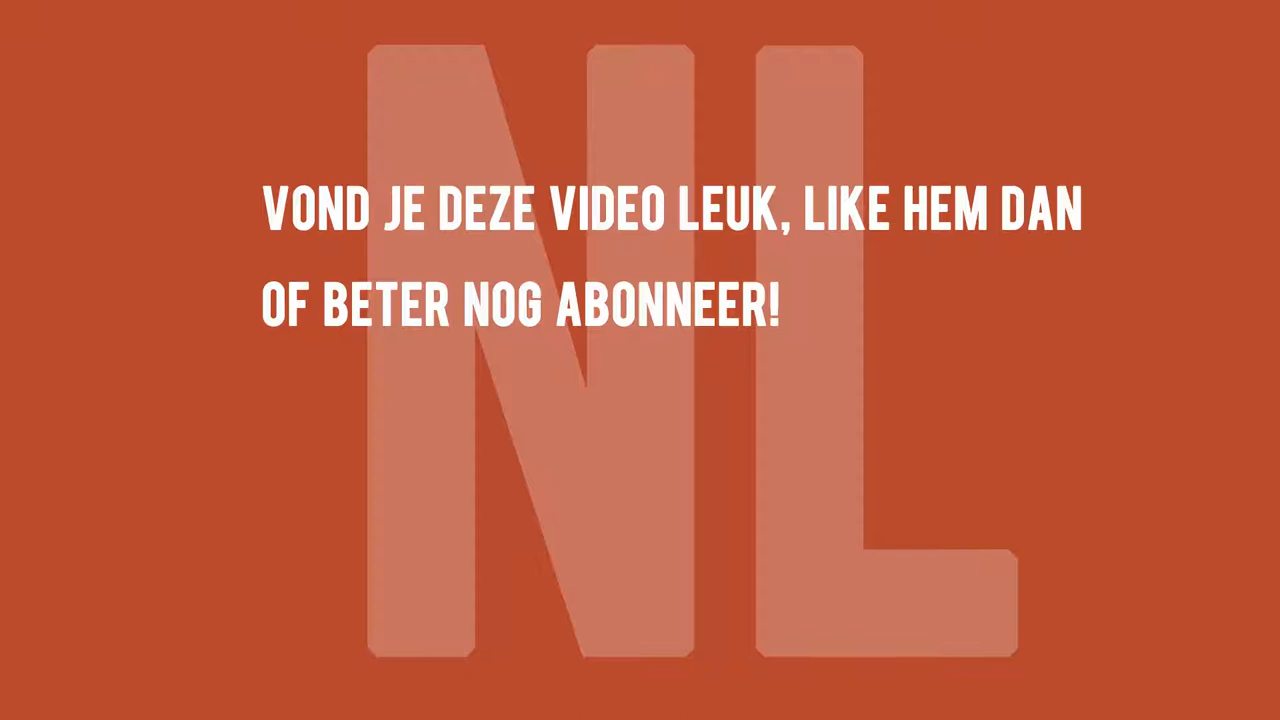 NL
VOND JE DEZE VIDEO LEUK, LIKE HEM DAN
OF BETER NOG ABONNEER!